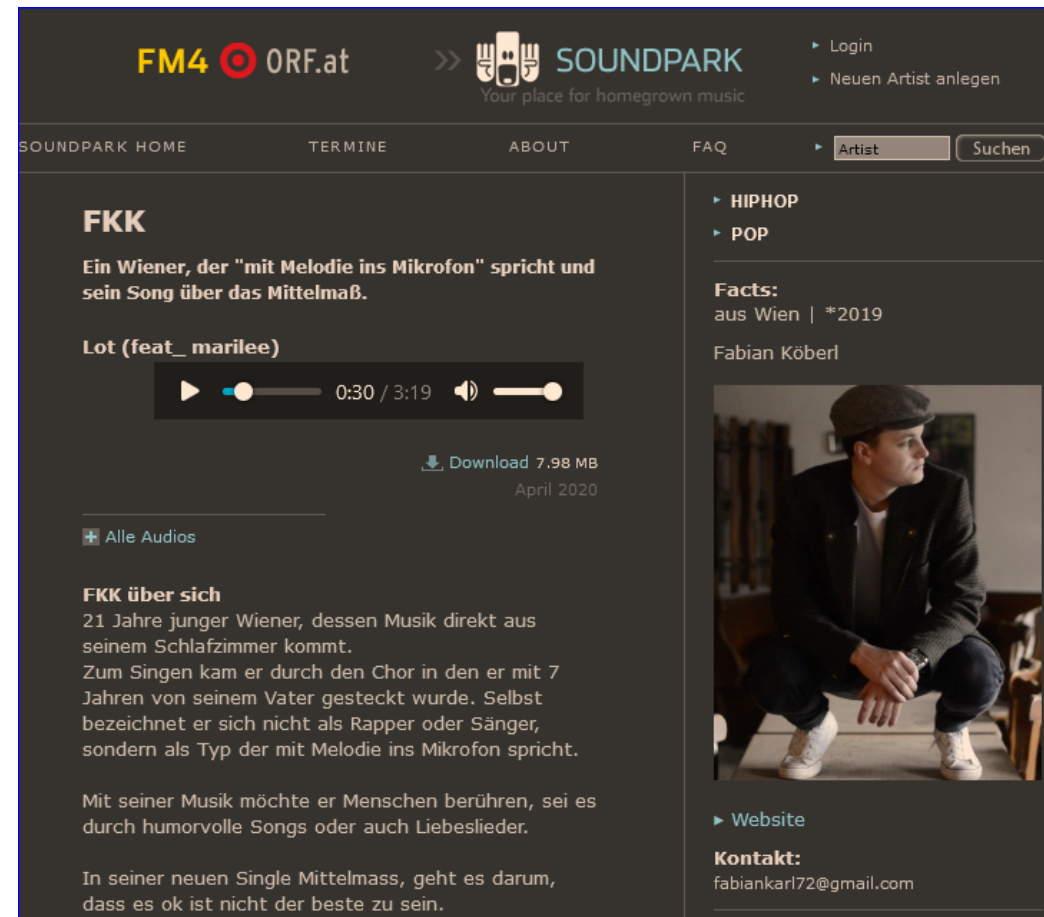 FM4 ORF.at
SOUNDPARK
Your place for homegrown music
Login
Neuen Artist anlegen
SOUNDPARK HOME TERMINE ABOUT FAQ Artist Suchen
FKK
Ein Wiener, der "mit Melodie ins Mikrofon" spricht und
sein Song über das Mittelmaß.
Lot (feat_ marilee)
0:30 / 3:19
Download 7.98 MB
April 2020
Alle Audios
FKK über sich
21 Jahre junger Wiener, dessen Musik direkt aus
seinem Schlafzimmer kommt.
Zum Singen kam er durch den Chor in den er mit 7
Jahren von seinem Vater gesteckt wurde. Selbst
bezeichnet er sich nicht als Rapper oder Sänger,
sondern als Typ der mit Melodie ins Mikrofon spricht.
Mit seiner Musik möchte er Menschen berühren, sei es
durch humorvolle Songs oder auch Liebeslieder.
In seiner neuen Single Mittelmass, geht es darum,
dass es ok ist nicht der beste zu sein.
HIPHOP
POP
Facts:
aus Wien | *2019
Fabian Köberl
Website
Kontakt:
fabiankarl72@gmail.com